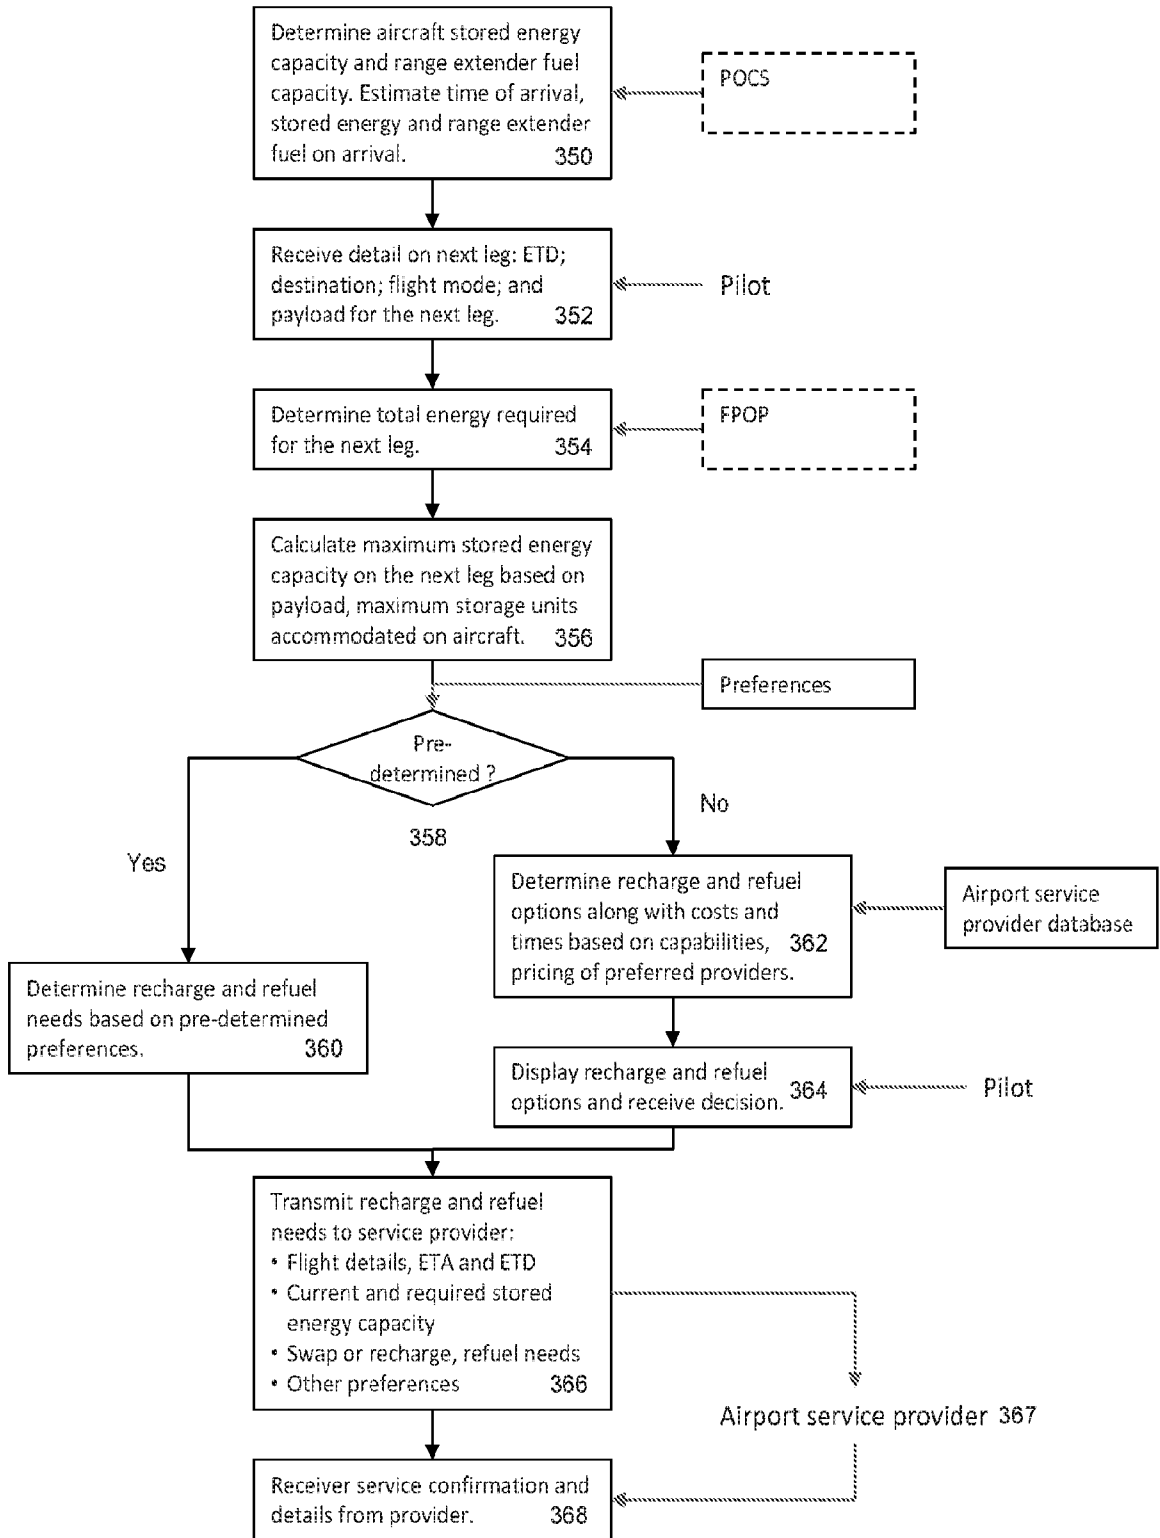 Determine aircraft stored energy
capacity and range extender fuel
capacity. Estimate time of arrival,
stored energy and range extender
fuel on arrival. 350
POCS
Receive detail on next leg: ETD;
destination; flight mode; and
payload for the next leg. 352
Pilot
Determine total energy required
for the next leg. 354
FPOP
Calculate maximum stored energy
capacity on the next leg based on
payload, maximum storage units
accommodated on aircraft. 356
Preferences
Pre-
determined ?
358
Yes
No
Determine recharge and refuel
options along with costs and
times based on capabilities, 362
pricing of preferred providers.
Airport service
provider database
Determine recharge and refuel
needs based on pre-determined
preferences. 360
Display recharge and refuel
options and receive decision. 364
Pilot
Transmit recharge and refuel
needs to service provider:
• Flight details, ETA and ETD
• Current and required stored
energy capacity
• Swap or recharge, refuel needs
• Other preferences 366
Airport service provider 367
Receiver service confirmation and
details from provider. 368